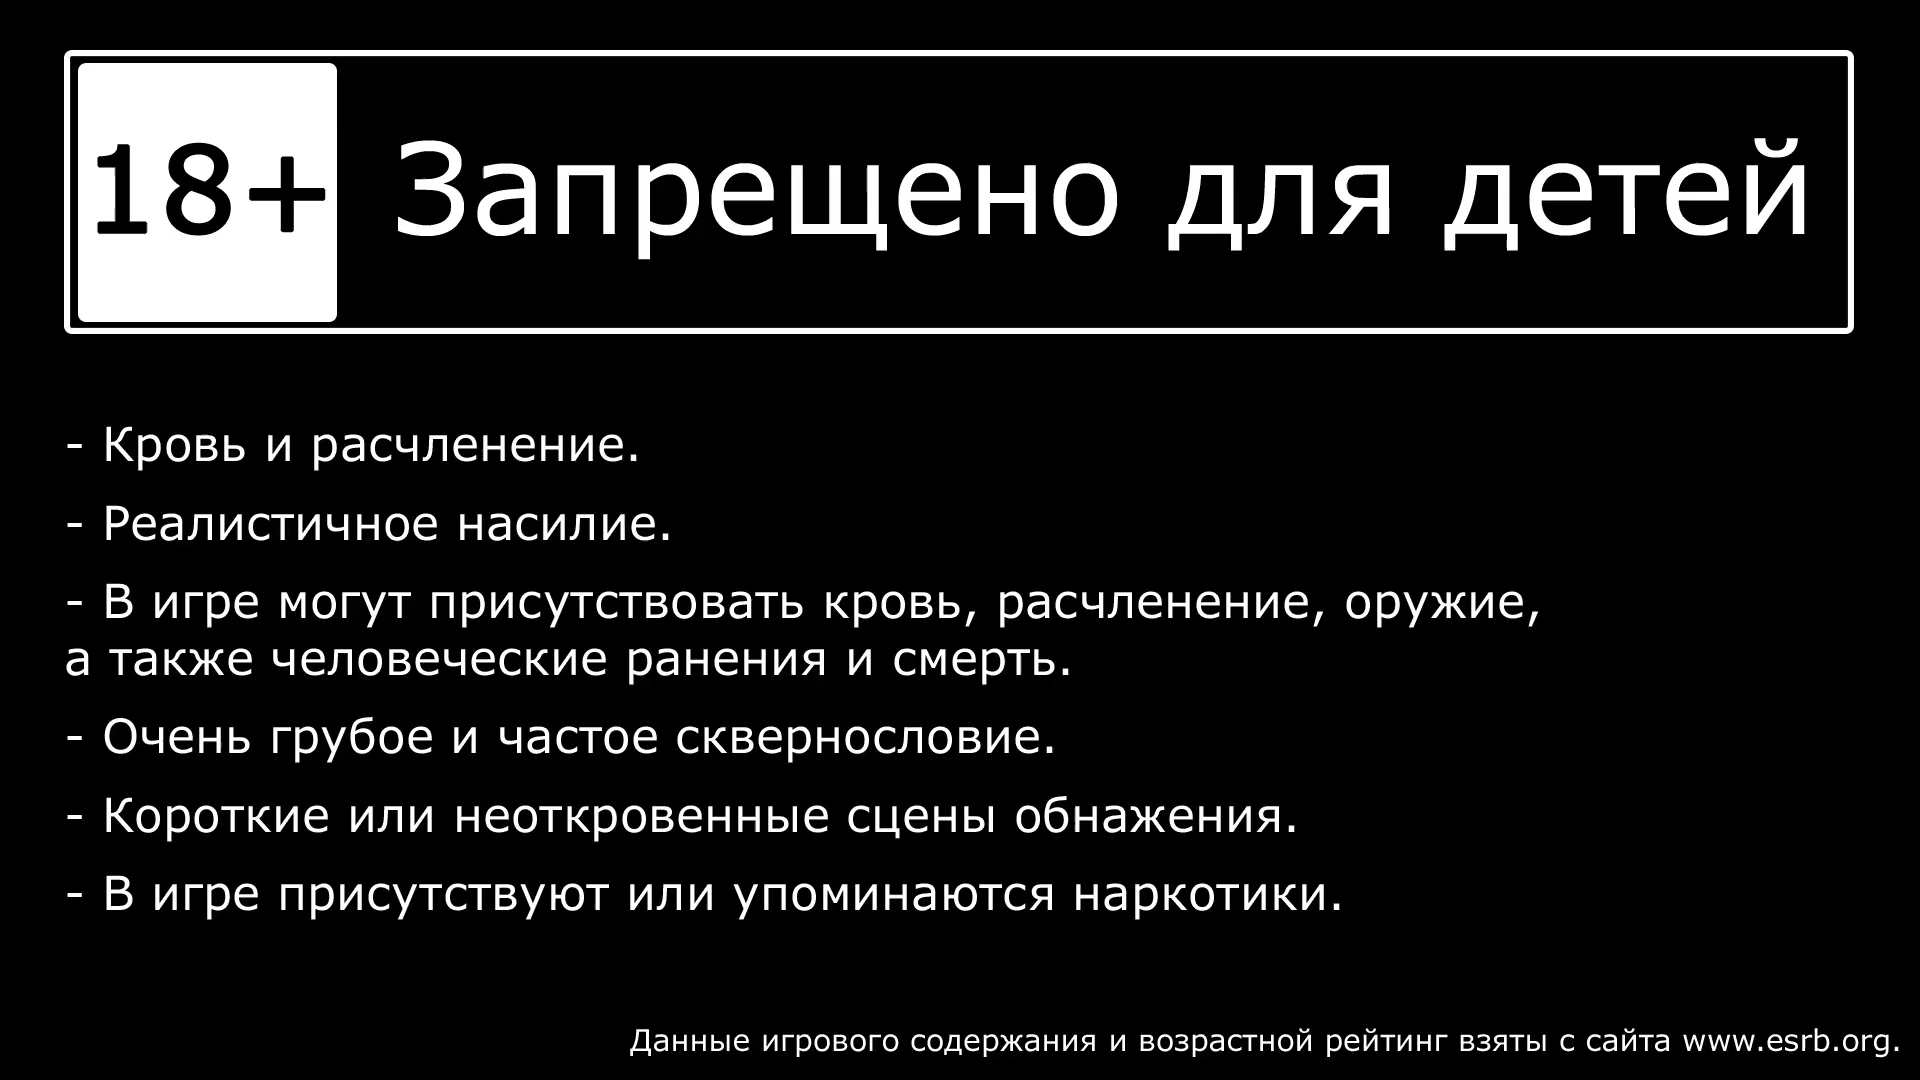 18+ Запрещено для детей
- Кровь и расчленение.
- Реалистичное насилие.
- В игре могут присутствовать кровь, расчленение, оружие,
а также человеческие ранения и смерть.
- Очень грубое и частое сквернословие.
- Короткие или неоткровенные сцены обнажения.
- В игре присутствуют или упоминаются наркотики.
Данные игрового содержания и возрастной рейтинг взяты с сайта www.esrb.org.